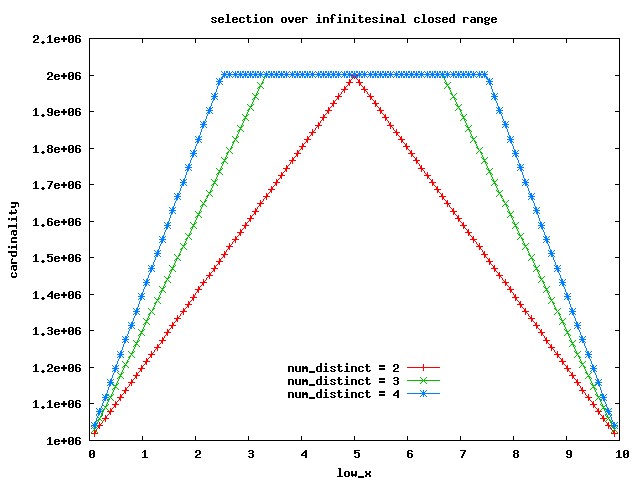 selection over infinitesimal closed range
2.1e+06
2e+06
1.9e+06
1.8e+06
1.7e+06
1.6e+06
1.5e+06
1.4e+06
1.3e+06
1.2e+06
1.1e+06
1e+06
cardinality
num_distinct = 2
num_distinct = 3
num_distinct = 4
0 1 2 3 4 5 6 7 8 9 10
low_x